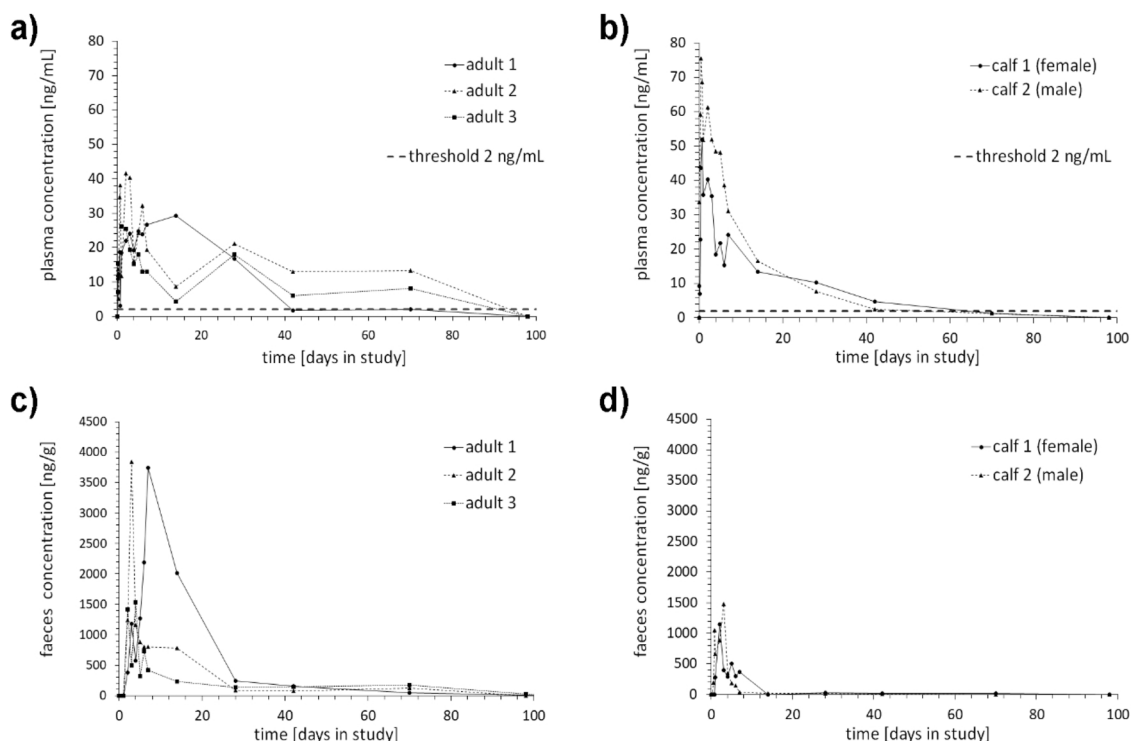 a)
plasma concentration [ng/mL]
80
70
60
50
40
30
20
10
0
adult 1
adult 2
adult 3
threshold 2 ng/mL
0 20 40 60 80 100
time [days in study]
b)
plasma concentration [ng/mL]
80
70
60
50
40
30
20
10
0
calf 1 (female)
calf 2 (male)
threshold 2 ng/mL
0 20 40 60 80 100
time [days in study]
c)
faeces concentration [ng/g]
4500
4000
3500
3000
2500
2000
1500
1000
500
0
adult 1
adult 2
adult 3
0 20 40 60 80 100
time [days in study]
d)
faeces concentration [ng/g]
4500
4000
3500
3000
2500
2000
1500
1000
500
0
calf 1 (female)
calf 2 (male)
0 20 40 60 80 100
time [days in study]